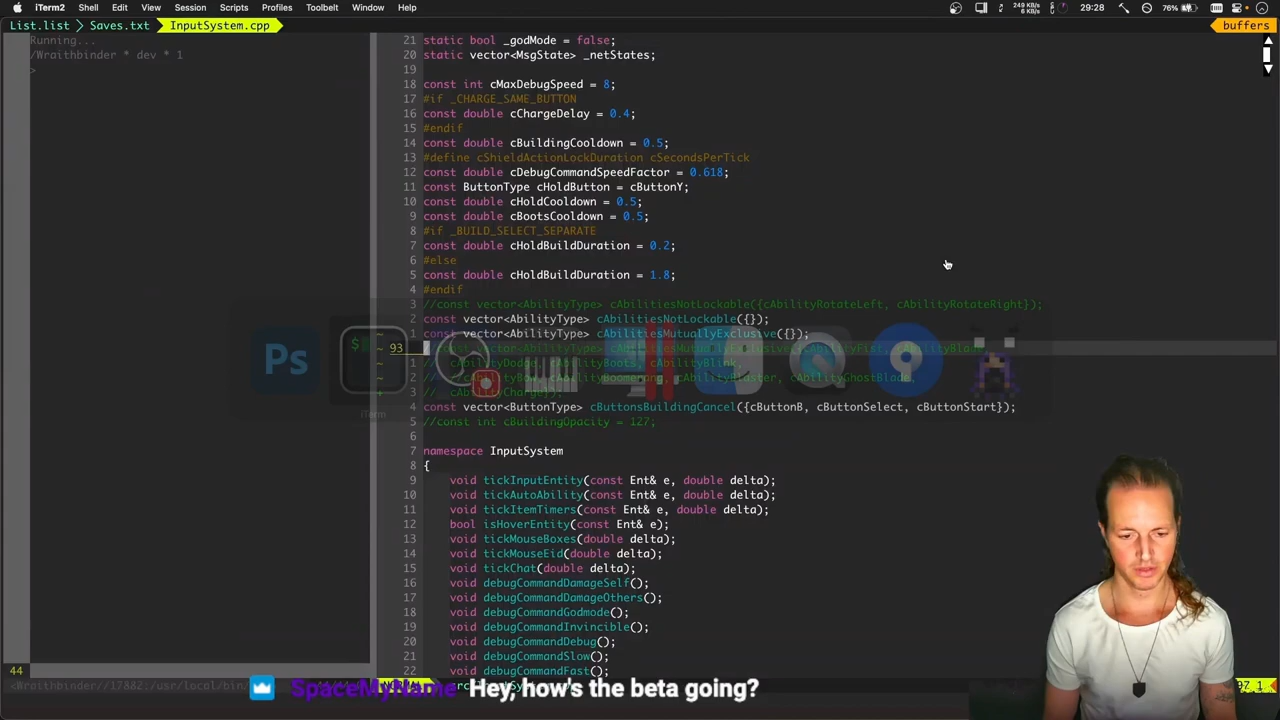 iTerm2 Shell Edit View Session Scripts Profiles Toolbelt Window Help 76% 29:28
List.list Saves.txt InputSystem.cpp buffers
Running...
/Wraithbinder * dev * 1
>
21 static bool _godMode = false;
20 static vector<MsgState> _netStates;
19
18 const int cMaxDebugSpeed = 8;
17 #if _CHARGE_SAME_BUTTON
16 const double cChargeDelay = 0.4;
15 #endif
14 const double cBuildingCooldown = 0.5;
13 #define cShieldActionLockDuration cSecondsPerTick
12 const double cDebugCommandSpeedFactor = 0.618;
11 const ButtonType cHoldButton = cButtonY;
10 const double cHoldCooldown = 0.5;
9 const double cBootsCooldown = 0.5;
8 #if _BUILD_SELECT_SEPARATE
7 const double cHoldBuildDuration = 0.2;
6 #else
5 const double cHoldBuildDuration = 1.8;
4 #endif
3 //const vector<AbilityType> cAbilitiesNotLockable({cAbilityRotateLeft, cAbilityRotateRight});
2 const vector<AbilityType> cAbilitiesNotLockable({});
1 const vector<AbilityType> cAbilitiesMutuallyExclusive({});
93
4 const vector<ButtonType> cButtonsBuildingCancel({cButtonB, cButtonSelect, cButtonStart});
5 //const int cBuildingOpacity = 127;
6
7 namespace InputSystem
8 {
9 void tickInputEntity(const Ent& e, double delta);
10 void tickAutoAbility(const Ent& e, double delta);
11 void tickItemTimers(const Ent& e, double delta);
12 bool isHoverEntity(const Ent& e);
13 void tickMouseBoxes(double delta);
14 void tickMouseEid(double delta);
15 void tickChat(double delta);
16 void debugCommandDamageSelf();
17 void debugCommandDamageOthers();
18 void debugCommandGodmode();
19 void debugCommandInvincible();
20 void debugCommandDebug();
21 void debugCommandSlow();
22 void debugCommandFast();
Ps
iTerm
44
SpaceMyName Hey, how's the beta going?